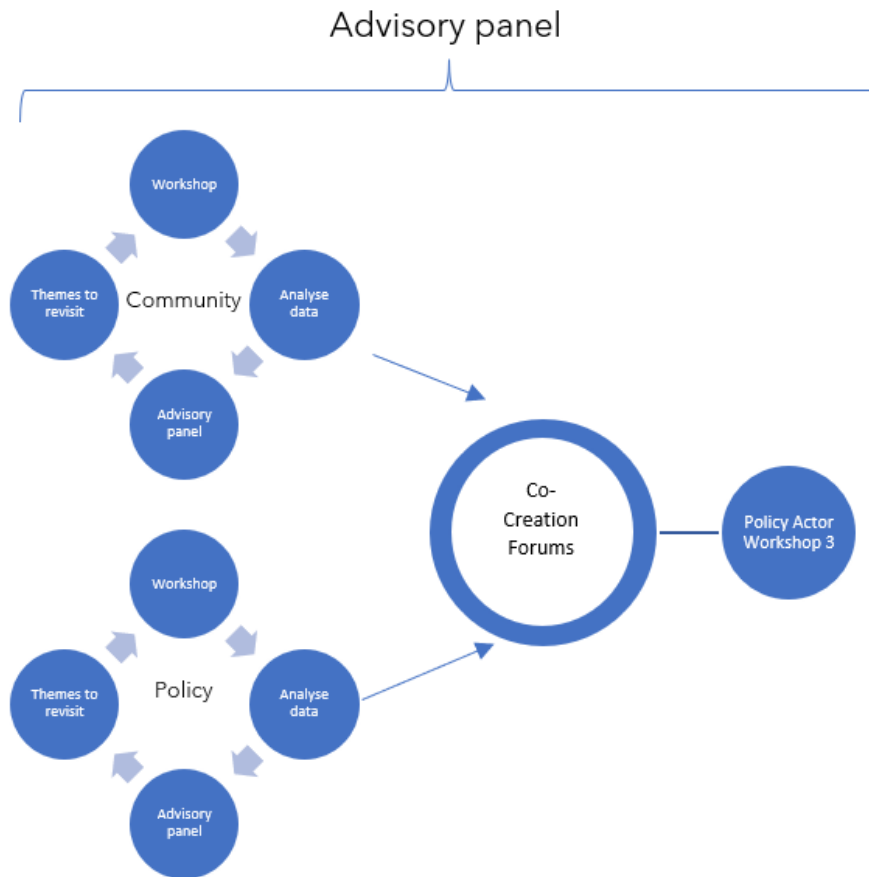 Advisory panel
Workshop
Themes to
revisit
Community
Analyse
data
Advisory
panel
Co-
Creation
Forums
Policy Actor
Workshop 3
Workshop
Themes to
revisit
Policy
Analyse
data
Advisory
panel